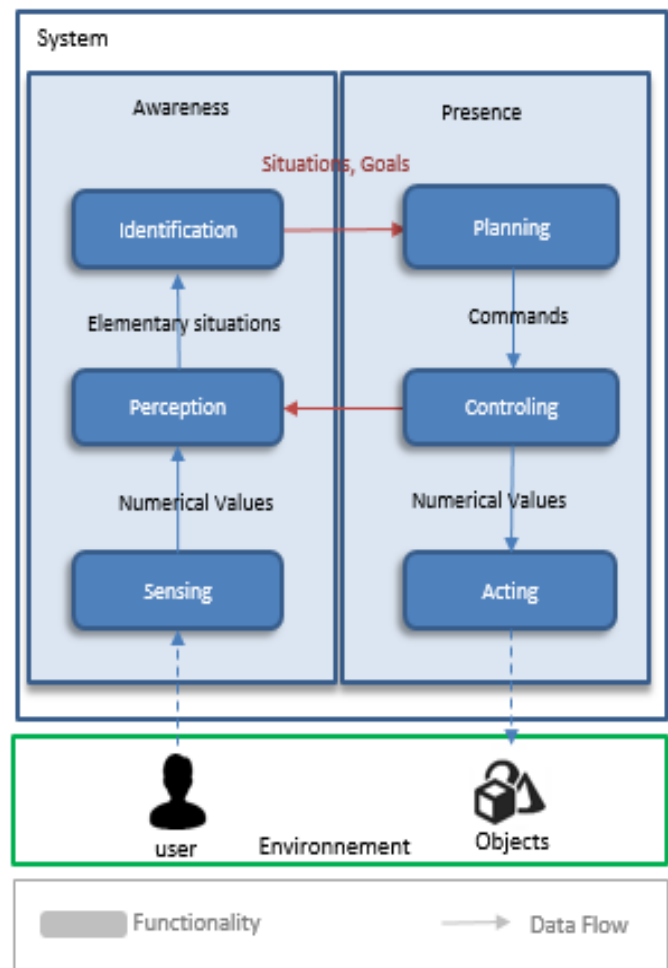 System
Awareness
Presence
Situations, Goals
Identification
Planning
Elementary situations
Commands
Perception
Controling
Numerical Values
Numerical Values
Sensing
Acting
user
Environnement
Objects
Functionality
Data Flow